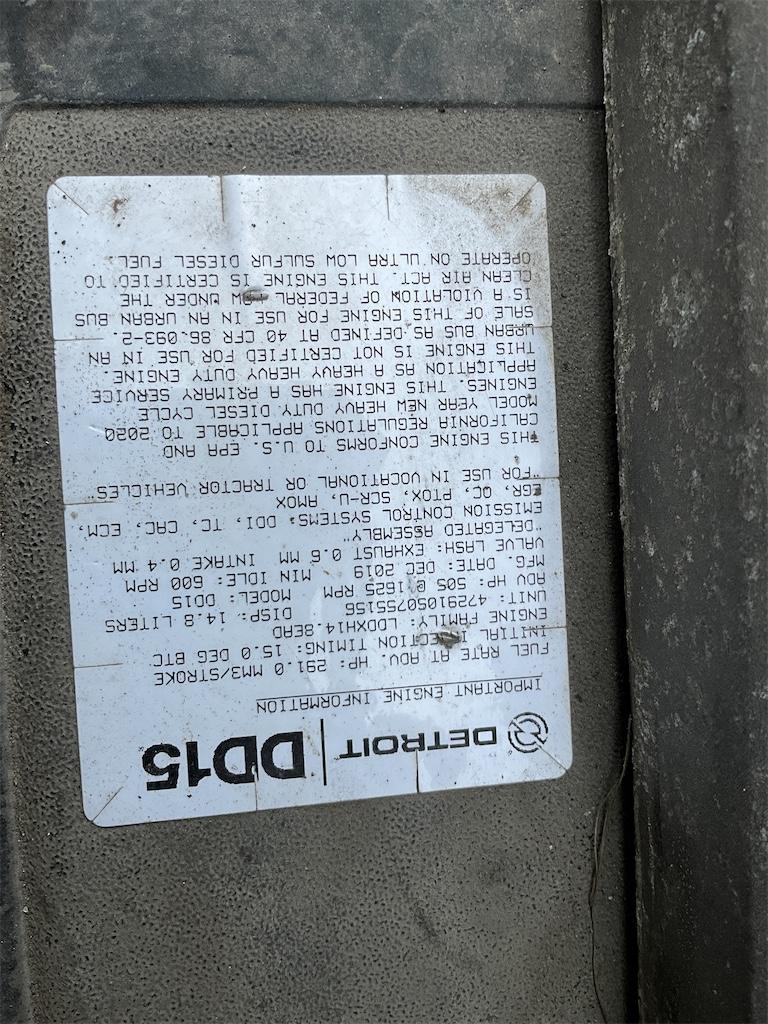 DETROIT | DD15
IMPORTANT ENGINE INFORMATION
FUEL RATE AT ADV. HP: 291.0 MM3/STROKE
INITIAL INJECTION TIMING: 15.0 DEG BTC
ENGINE FAMILY: LDDXH14.8EAD
UNIT: 472910S0755156 DISP: 14.8 LITERS
ADV HP: 505 @ 1625 RPM MODEL: DD15
MFG. DATE: DEC 2019 MIN IDLE: 600 RPM
VALVE LASH: EXHAUST 0.6 MM INTAKE 0.4 MM
"DELEGATED ASSEMBLY"
EMISSION CONTROL SYSTEMS: DDI, TC, CAC, ECM,
EGR, OC, PTOX, SCR-U, AMOX
"FOR USE IN VOCATIONAL OR TRACTOR VEHICLES"
THIS ENGINE CONFORMS TO U.S. EPA AND
CALIFORNIA REGULATIONS APPLICABLE TO 2020
MODEL YEAR NEW HEAVY DUTY DIESEL CYCLE
ENGINES. THIS ENGINE HAS A PRIMARY SERVICE
APPLICATION AS A HEAVY HEAVY DUTY ENGINE.
THIS ENGINE IS NOT CERTIFIED FOR USE IN AN
URBAN BUS AS DEFINED AT 40 CFR 86.093-2.
SALE OF THIS ENGINE FOR USE IN AN URBAN BUS
IS A VIOLATION OF FEDERAL LAW UNDER THE
CLEAN AIR ACT. THIS ENGINE IS CERTIFIED TO
OPERATE ON ULTRA LOW SULFUR DIESEL FUEL